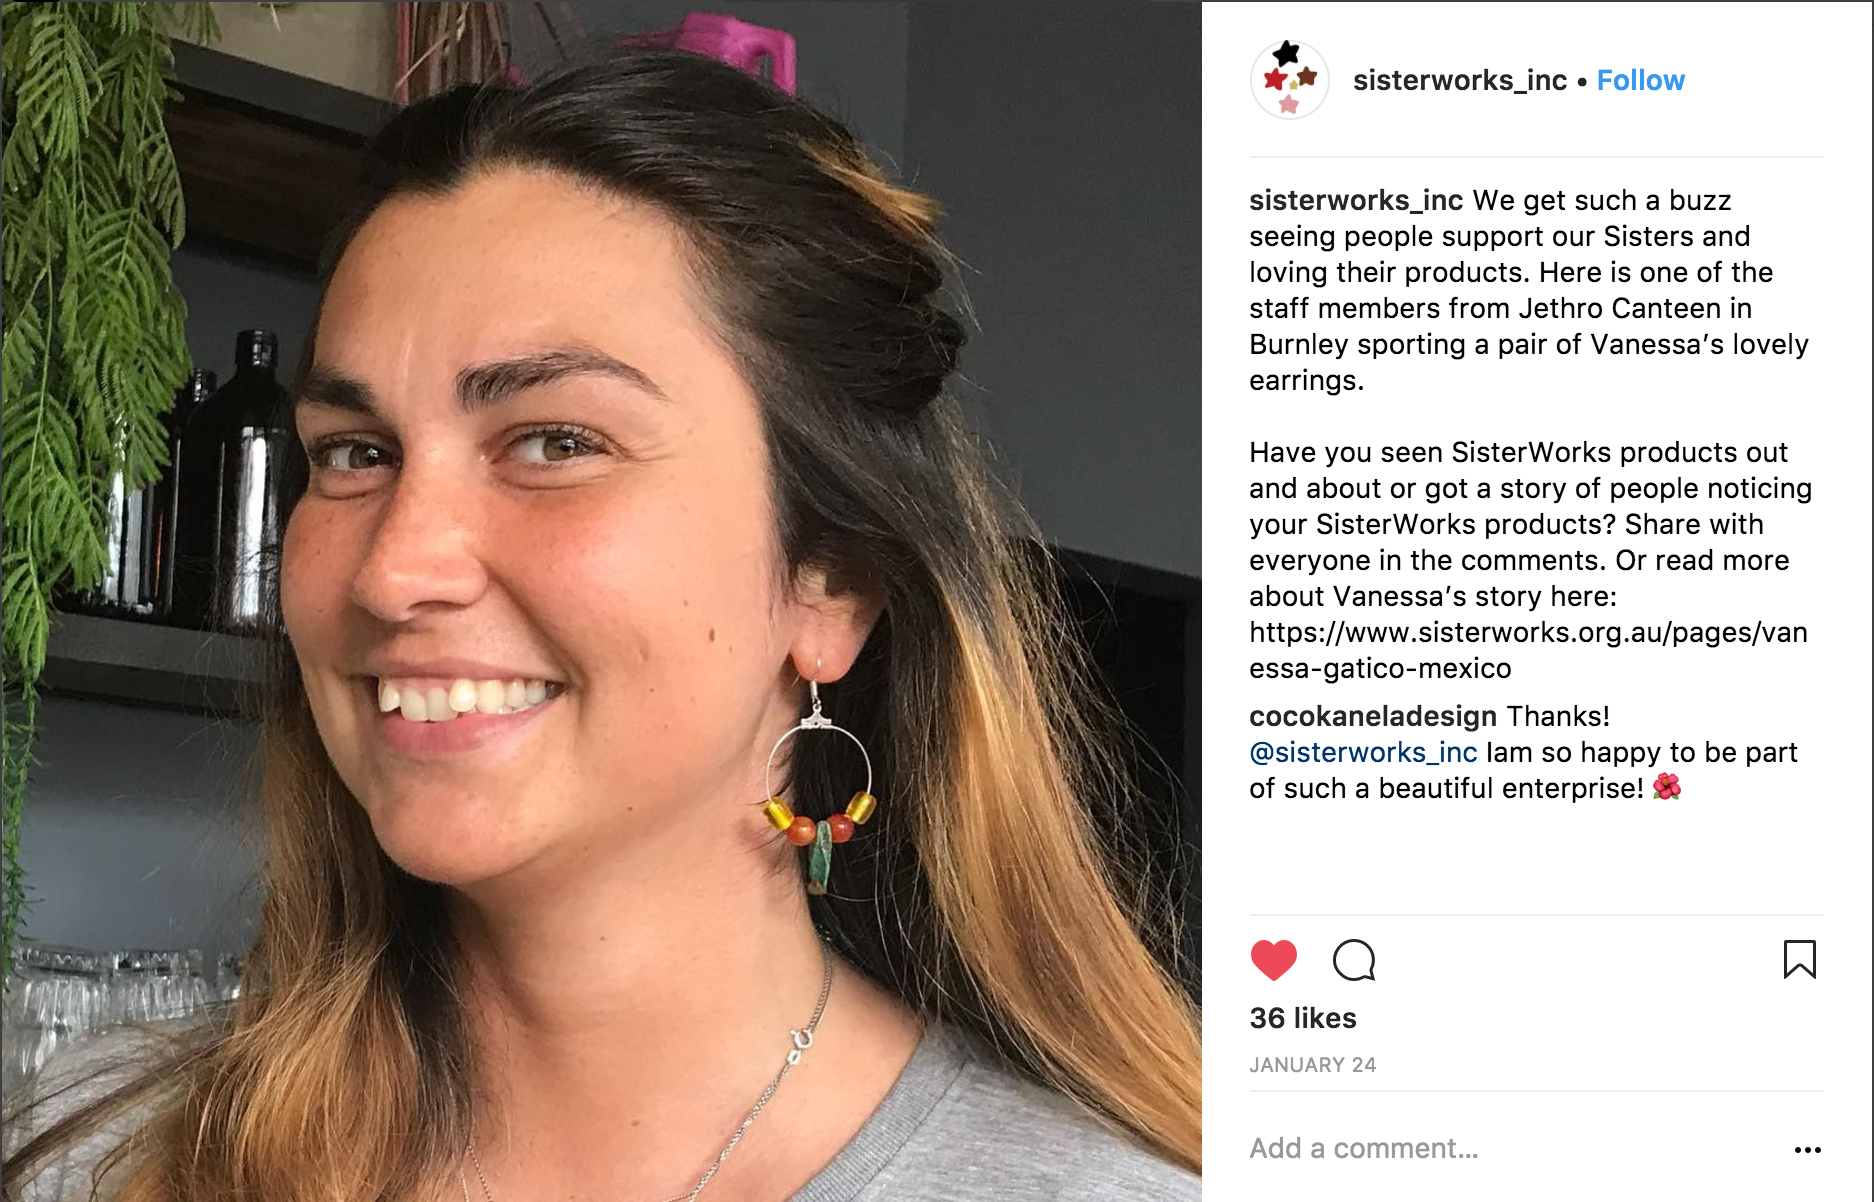 sisterworks_inc • Follow
sisterworks_inc We get such a buzz
seeing people support our Sisters and
loving their products. Here is one of the
staff members from Jethro Canteen in
Burnley sporting a pair of Vanessa’s lovely
earrings.
Have you seen SisterWorks products out
and about or got a story of people noticing
your SisterWorks products? Share with
everyone in the comments. Or read more
about Vanessa’s story here:
https://www.sisterworks.org.au/pages/van
essa-gatico-mexico
cocokaneladesign Thanks!
@sisterworks_inc Iam so happy to be part
of such a beautiful enterprise! 🌺
36 likes
JANUARY 24
Add a comment...